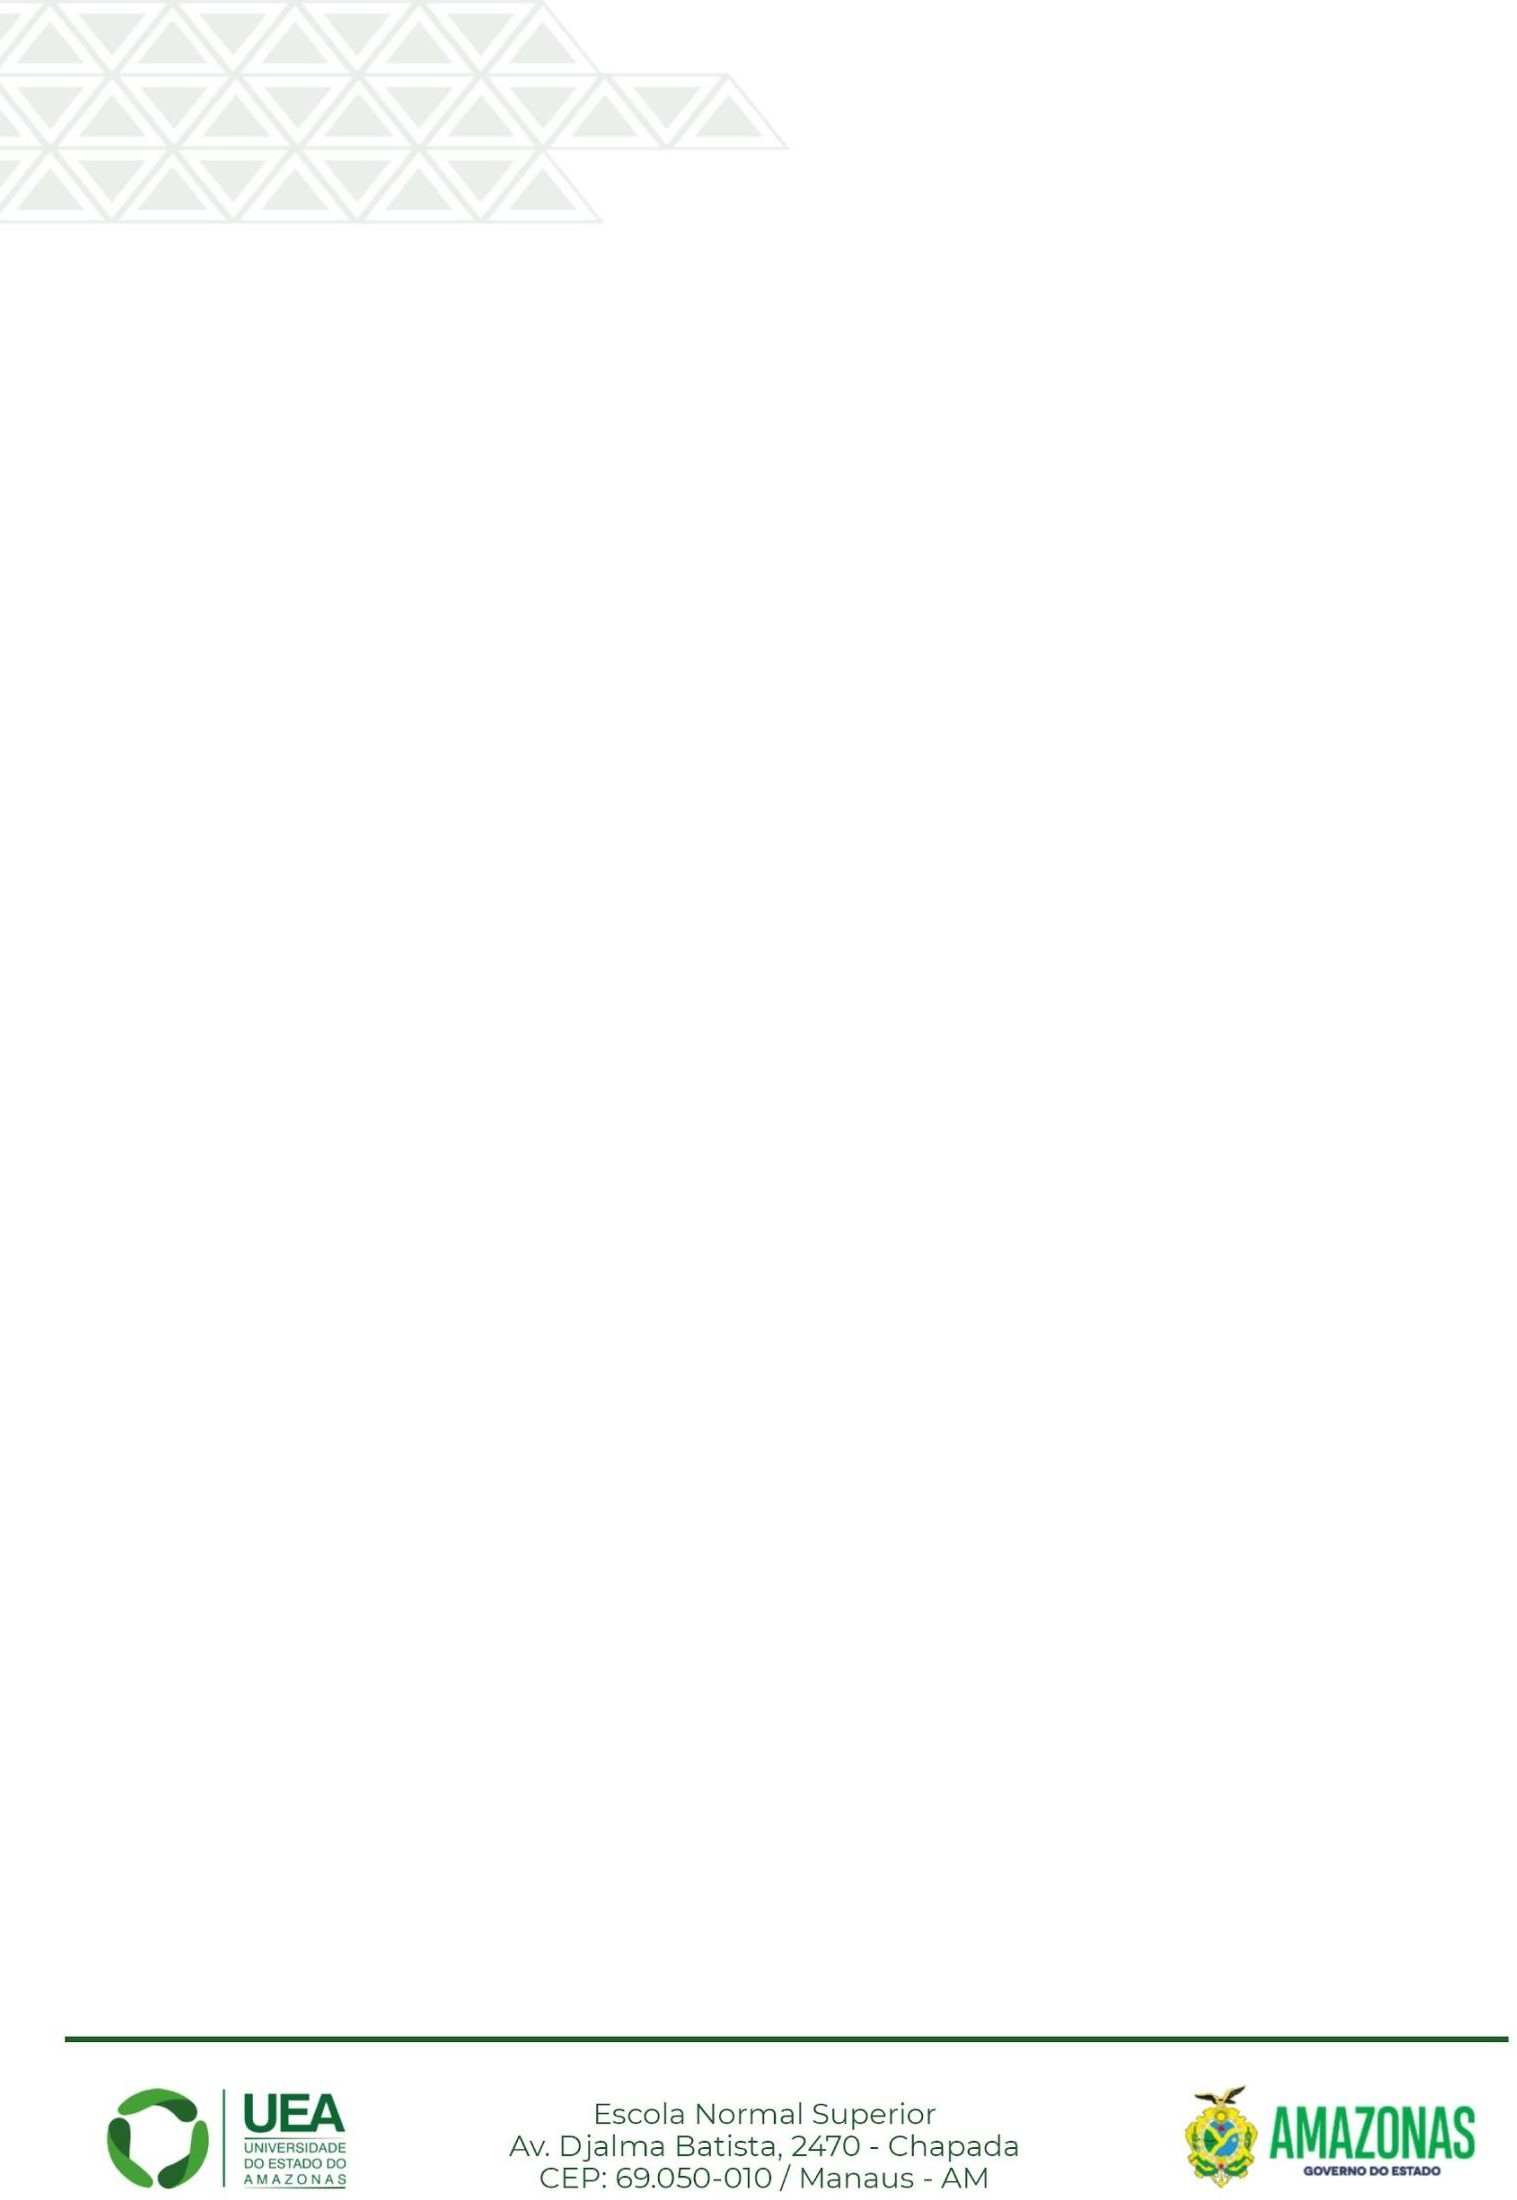 UEA
UNIVERSIDADE
DO ESTADO DO
AMAZONAS
Escola Normal Superior
Av. Djalma Batista, 2470 - Chapada
CEP: 69.050-010 / Manaus - AM
AMAZONAS
GOVERNO DO ESTADO